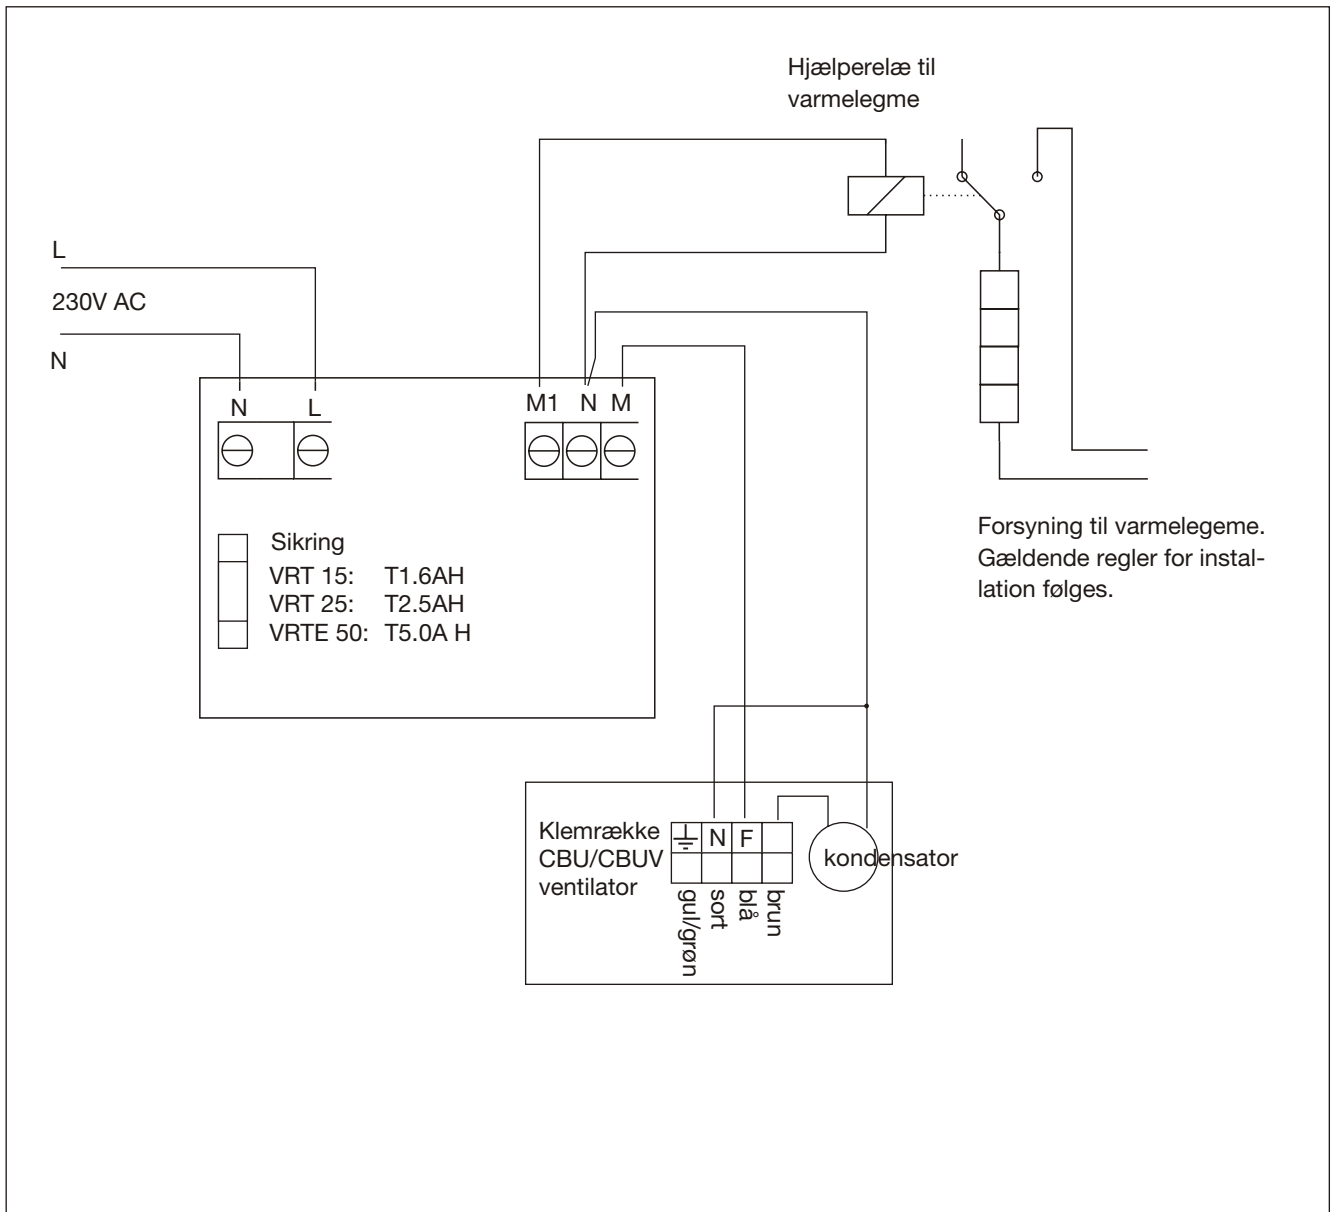 Hjælperelæ til
varmelegme
L
230V AC
N
N L
M1 N M
Sikring
VRT 15: T1.6AH
VRT 25: T2.5AH
VRTE 50: T5.0A H
Forsyning til varmelegeme.
Gældende regler for instal-
lation følges.
Klemrække
CBU/CBUV
ventilator
N F
kondensator
gul/grøn
sort
blå
brun